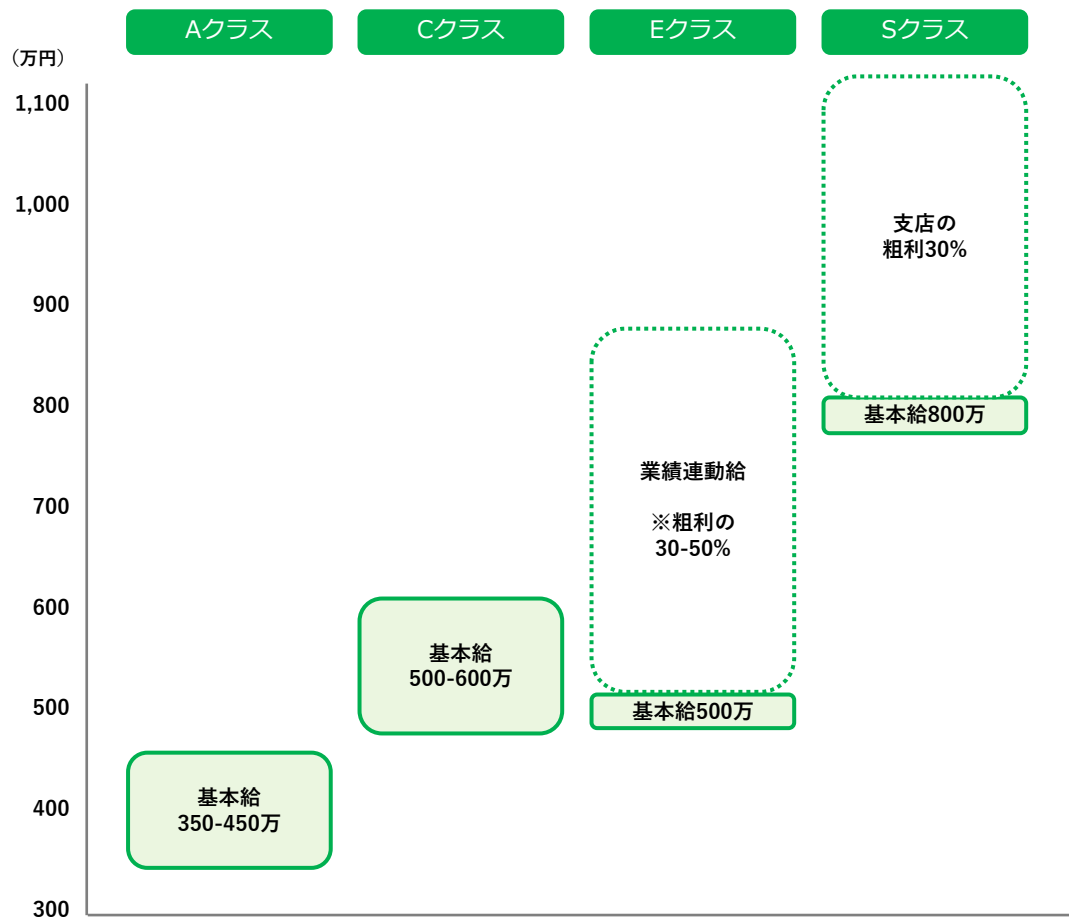 Aクラス
Cクラス
Eクラス
Sクラス
（万円）
1,100
1,000
900
800
700
600
500
400
300
支店の
粗利30%
基本給800万
業績連動給
※粗利の
30-50%
基本給500万
基本給
500-600万
基本給
350-450万